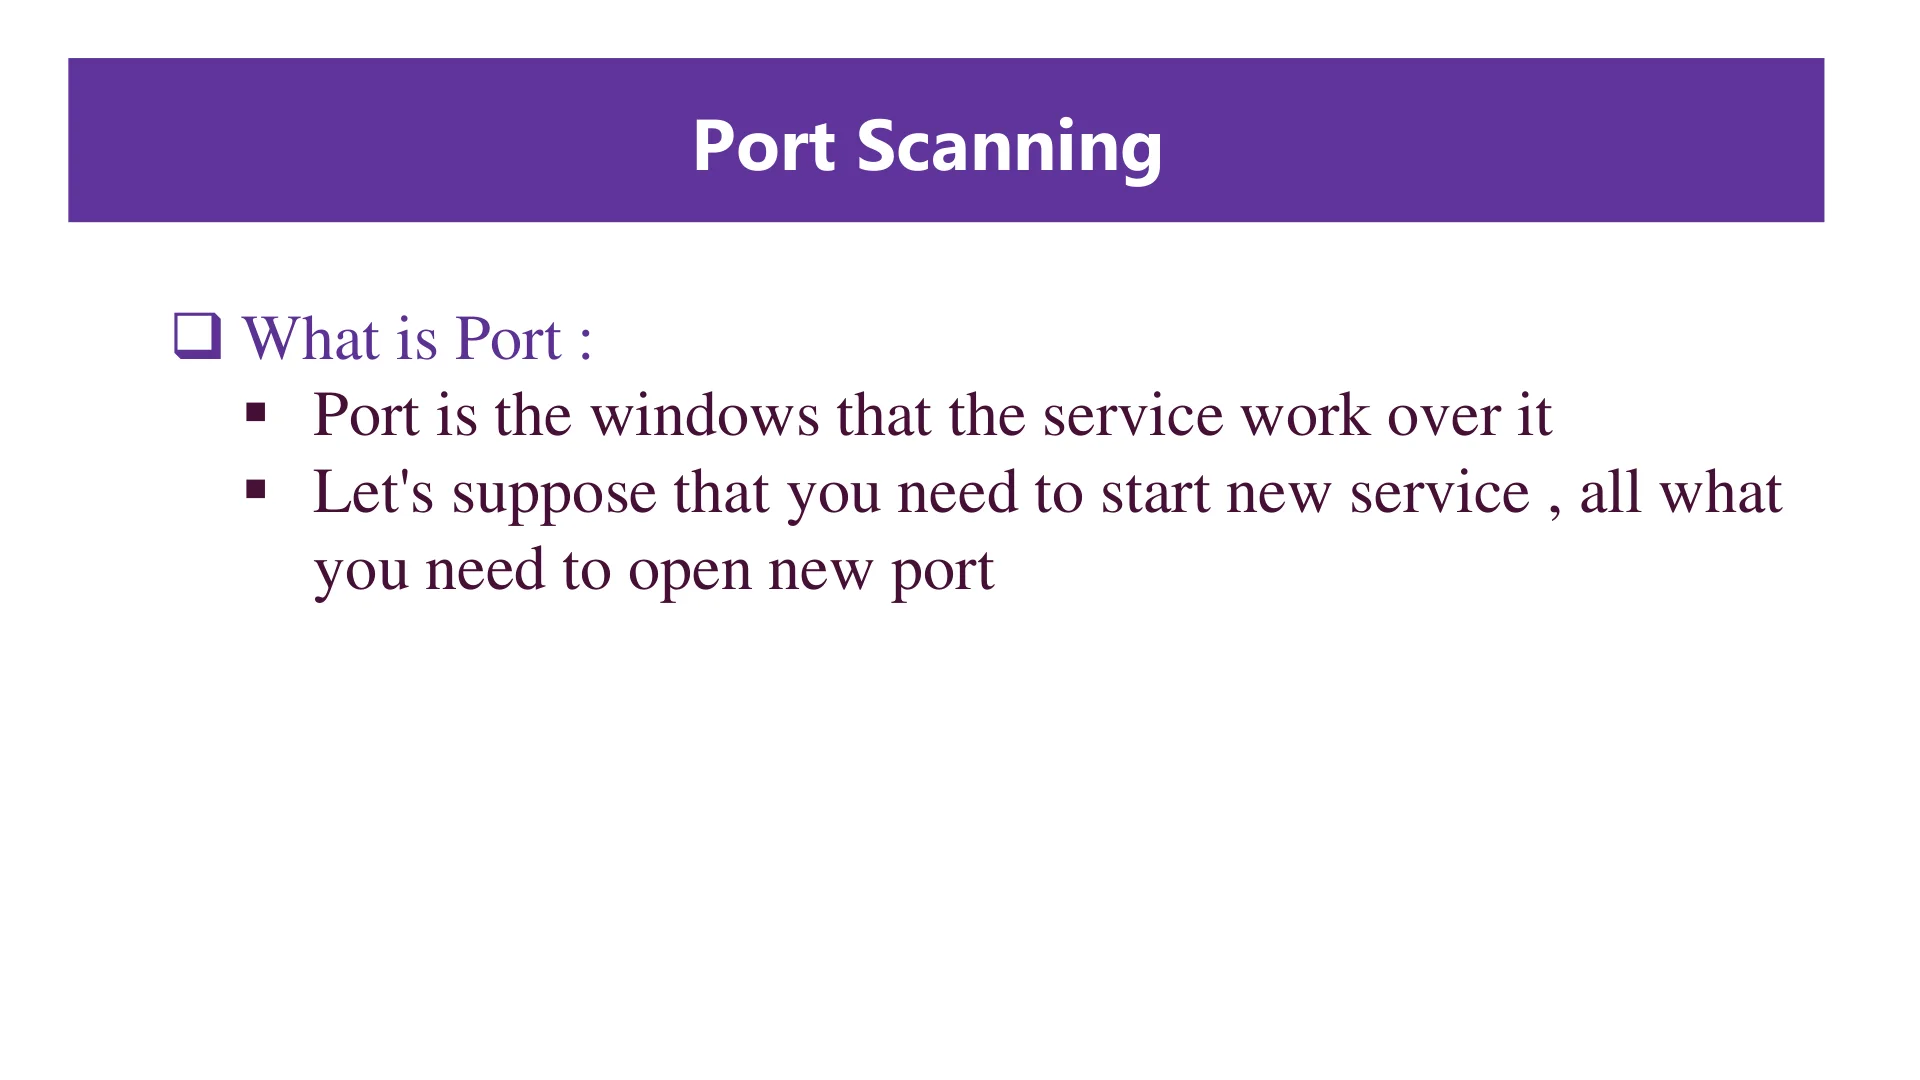 Port Scanning
What is Port :
Port is the windows that the service work over it
Let's suppose that you need to start new service , all what
you need to open new port